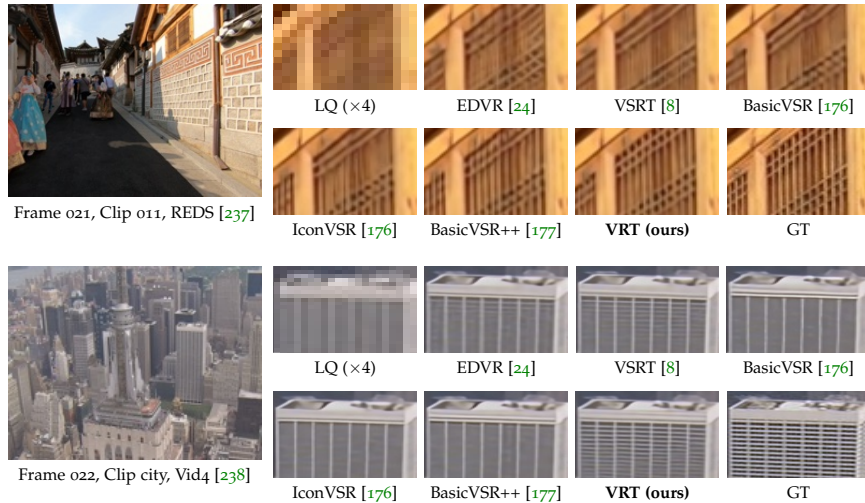 LQ (×4)
EDVR [24]
VSRT [8]
BasicVSR [176]
Frame 021, Clip 011, REDS [237]
IconVSR [176]
BasicVSR++ [177]
VRT (ours)
GT
LQ (×4)
EDVR [24]
VSRT [8]
BasicVSR [176]
Frame 022, Clip city, Vid4 [238]
IconVSR [176]
BasicVSR++ [177]
VRT (ours)
GT